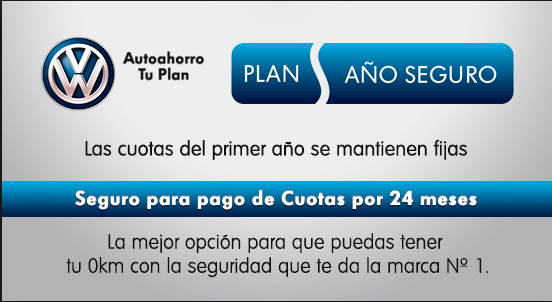 Autoahorro
Tu Plan
PLAN AÑO SEGURO
Las cuotas del primer año se mantienen fijas
Seguro para pago de Cuotas por 24 meses
La mejor opción para que puedas tener
tu 0km con la seguridad que te da la marca Nº 1.